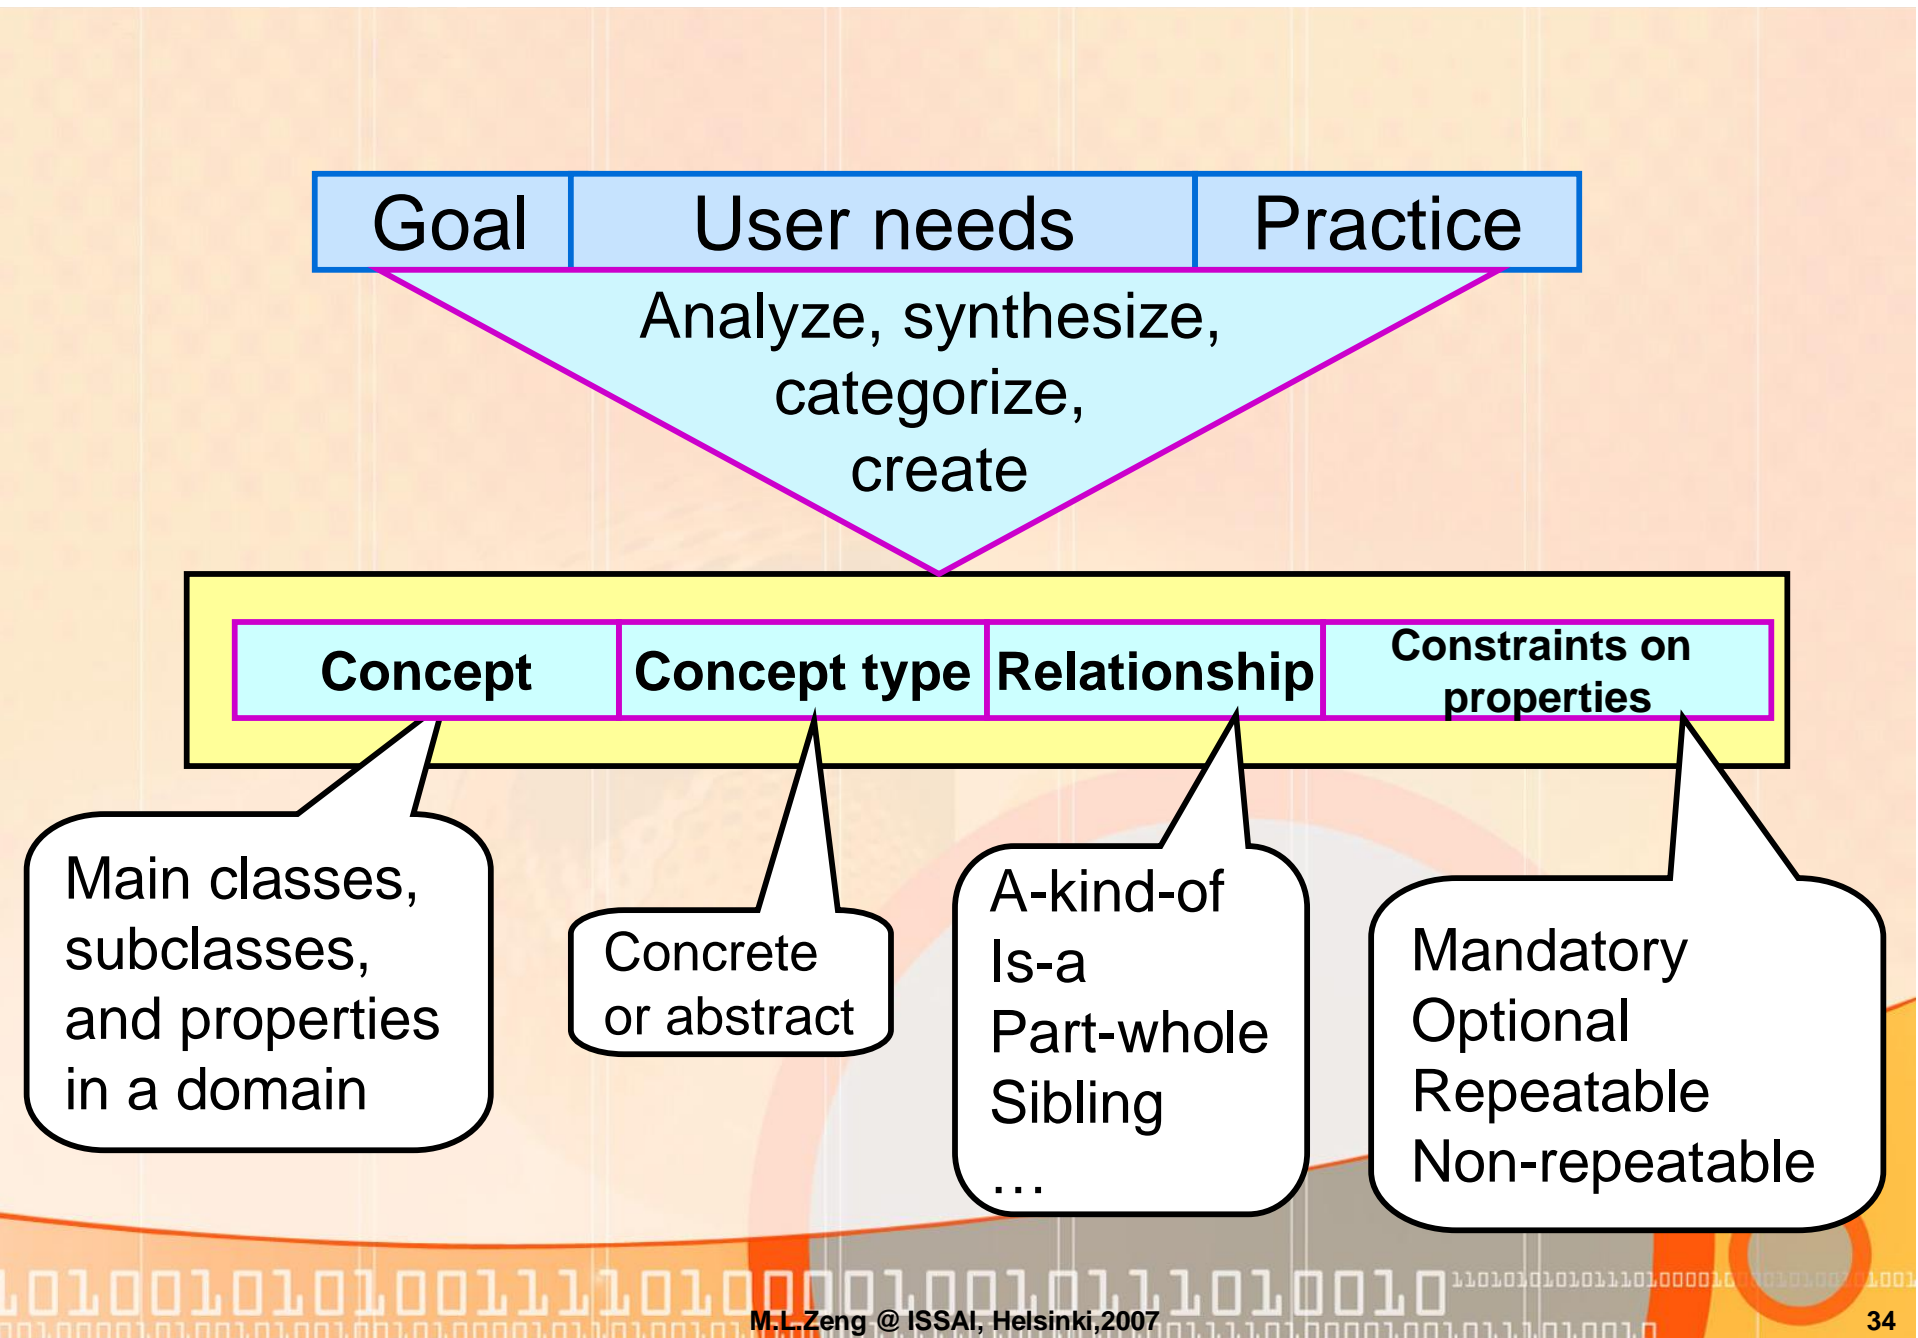 Goal User needs Practice
Analyze, synthesize,
categorize,
create
Concept Concept type Relationship Constraints on
properties
Main classes,
subclasses,
and properties
in a domain
Concrete
or abstract
A-kind-of
Is-a
Part-whole
Sibling
…
Mandatory
Optional
Repeatable
Non-repeatable
M.L.Zeng @ ISSAI, Helsinki,2007
34